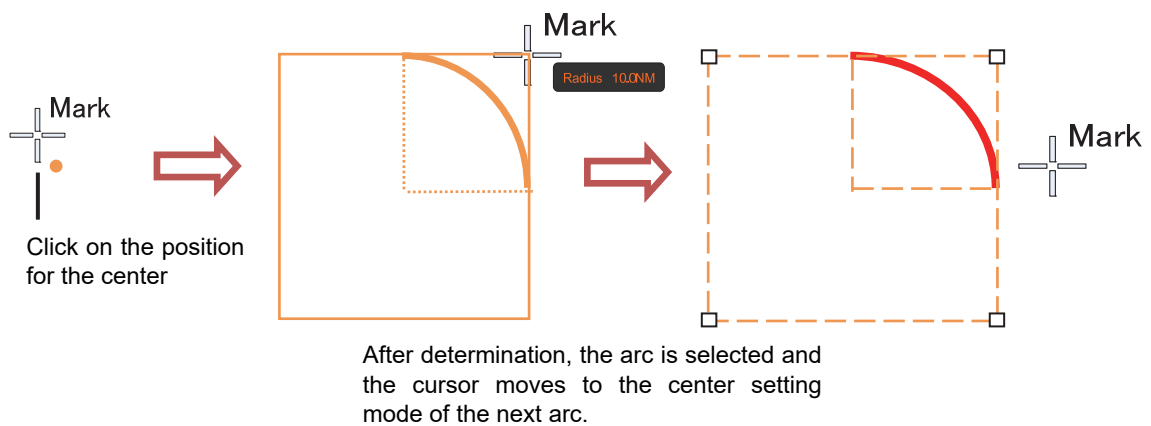 Mark
Click on the position
for the center
Mark
Radius 10.0NM
Mark
After determination, the arc is selected and
the cursor moves to the center setting
mode of the next arc.